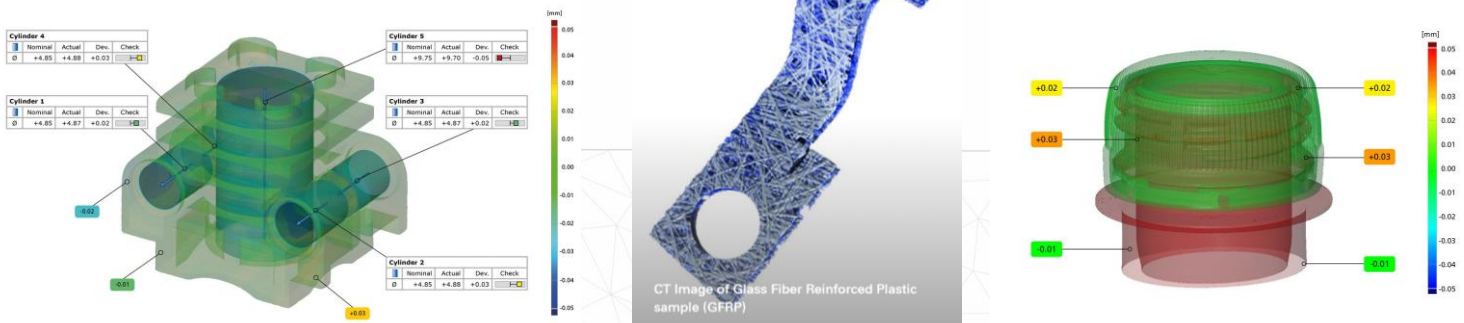 [mm]
0.05
0.04
0.03
0.02
0.01
0.00
-0.01
-0.02
-0.03
-0.04
-0.05
Cylinder 4
Nominal Actual Dev. Check
Ø +4.85 +4.88 +0.03
Cylinder 5
Nominal Actual Dev. Check
Ø +9.75 +9.70 -0.05
Cylinder 1
Nominal Actual Dev. Check
Ø +4.85 +4.87 +0.02
Cylinder 3
Nominal Actual Dev. Check
Ø +4.85 +4.87 +0.02
-0.02
-0.01
+0.03
Cylinder 2
Nominal Actual Dev. Check
Ø +4.85 +4.88 +0.03
CT Image of Glass Fiber Reinforced Plastic
sample (GFRP)
[mm]
0.05
0.04
0.03
0.02
0.01
0.00
-0.01
-0.02
-0.03
-0.04
-0.05
+0.02
+0.02
+0.03
+0.03
-0.01
-0.01